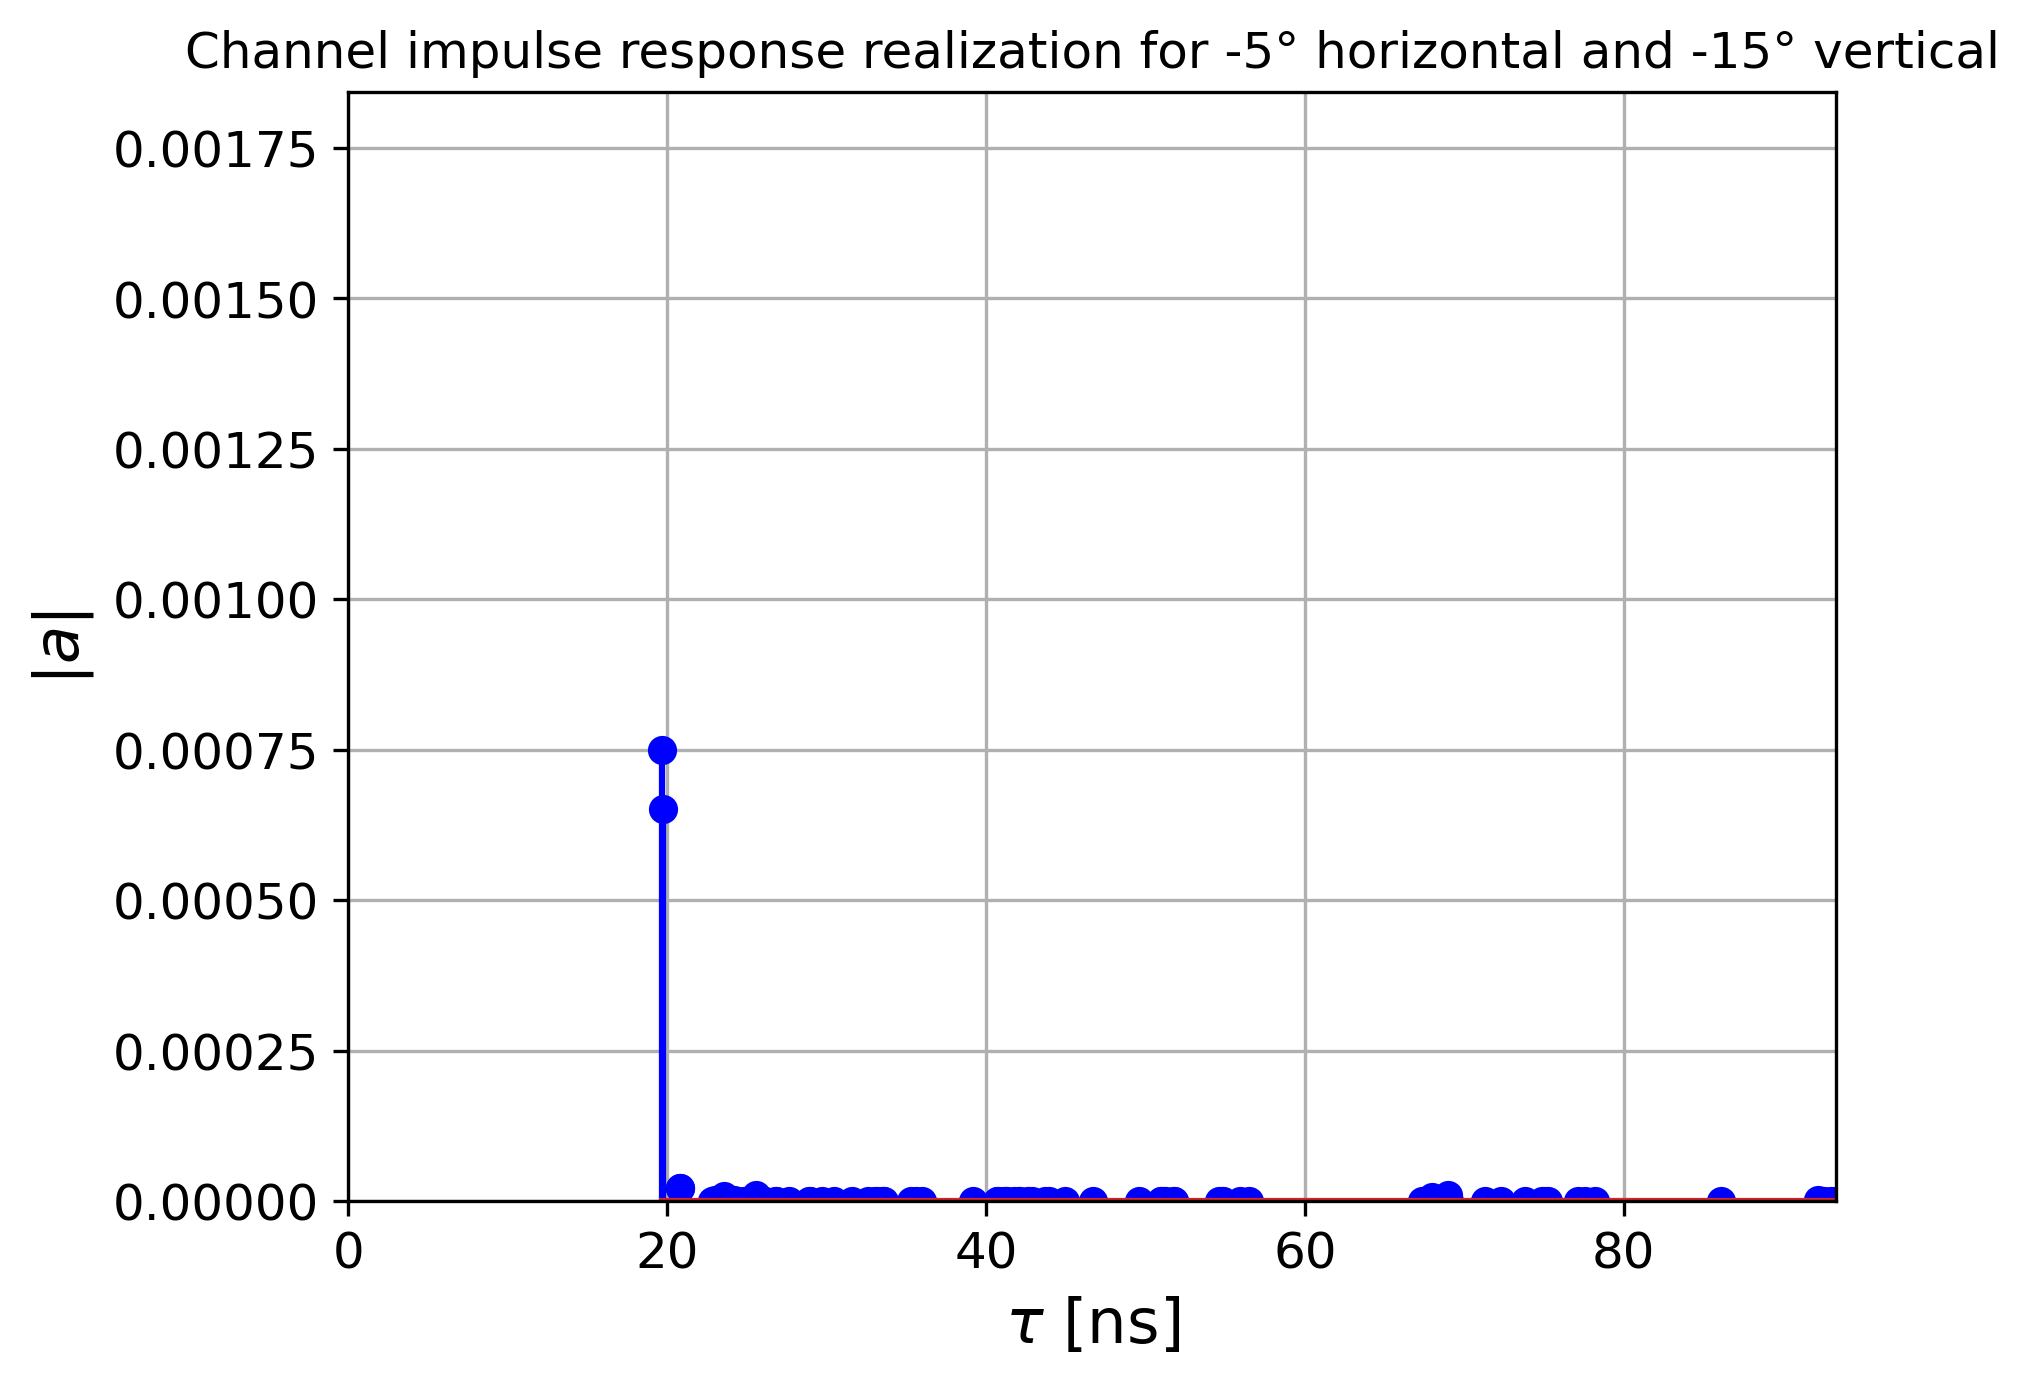 Channel impulse response realization for -5° horizontal and -15° vertical
0.00175
0.00150
0.00125
0.00100
0.00075
0.00050
0.00025
0.00000
|a|
0 20 40 60 80
τ [ns]